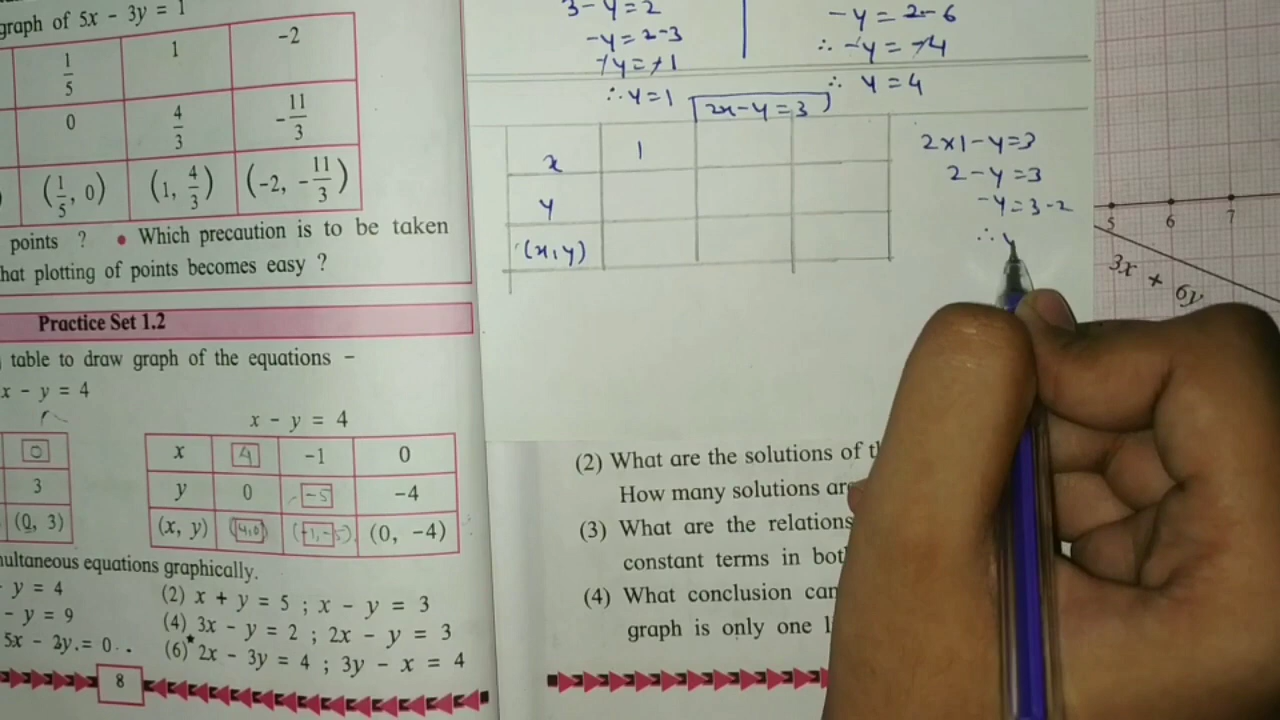 graph of 5x - 3y = 1
1/5 1 -2
0 4/3 -11/3
(1/5, 0) (1, 4/3) (-2, -11/3)
points ? • Which precaution is to be taken
hat plotting of points becomes easy ?
Practice Set 1.2
table to draw graph of the equations -
x - y = 4
0
3
(0, 3)
x - y = 4
x 4 -1 0
y 0 -5 -4
(x, y) (4,0) (-1,-5) (0, -4)
multaneous equations graphically.
y = 4
(2) x + y = 5 ; x - y = 3
- y = 9
(4) 3x - y = 2 ; 2x - y = 3
5x - 2y = 0
(6)* 2x - 3y = 4 ; 3y - x = 4
8
3-y=2
-y=2-3
-y=-1
∴y=1
-y=2-6
∴ -y=-4
∴ y=4
2x-y=3
x 1
y
(x,y)
2x1-y=3
2-y=3
-y=3-2
∴ y
5 6 7
3x + 6y
(2) What are the solutions of t
How many solutions ar
(3) What are the relations
constant terms in bot
(4) What conclusion can
graph is only one l